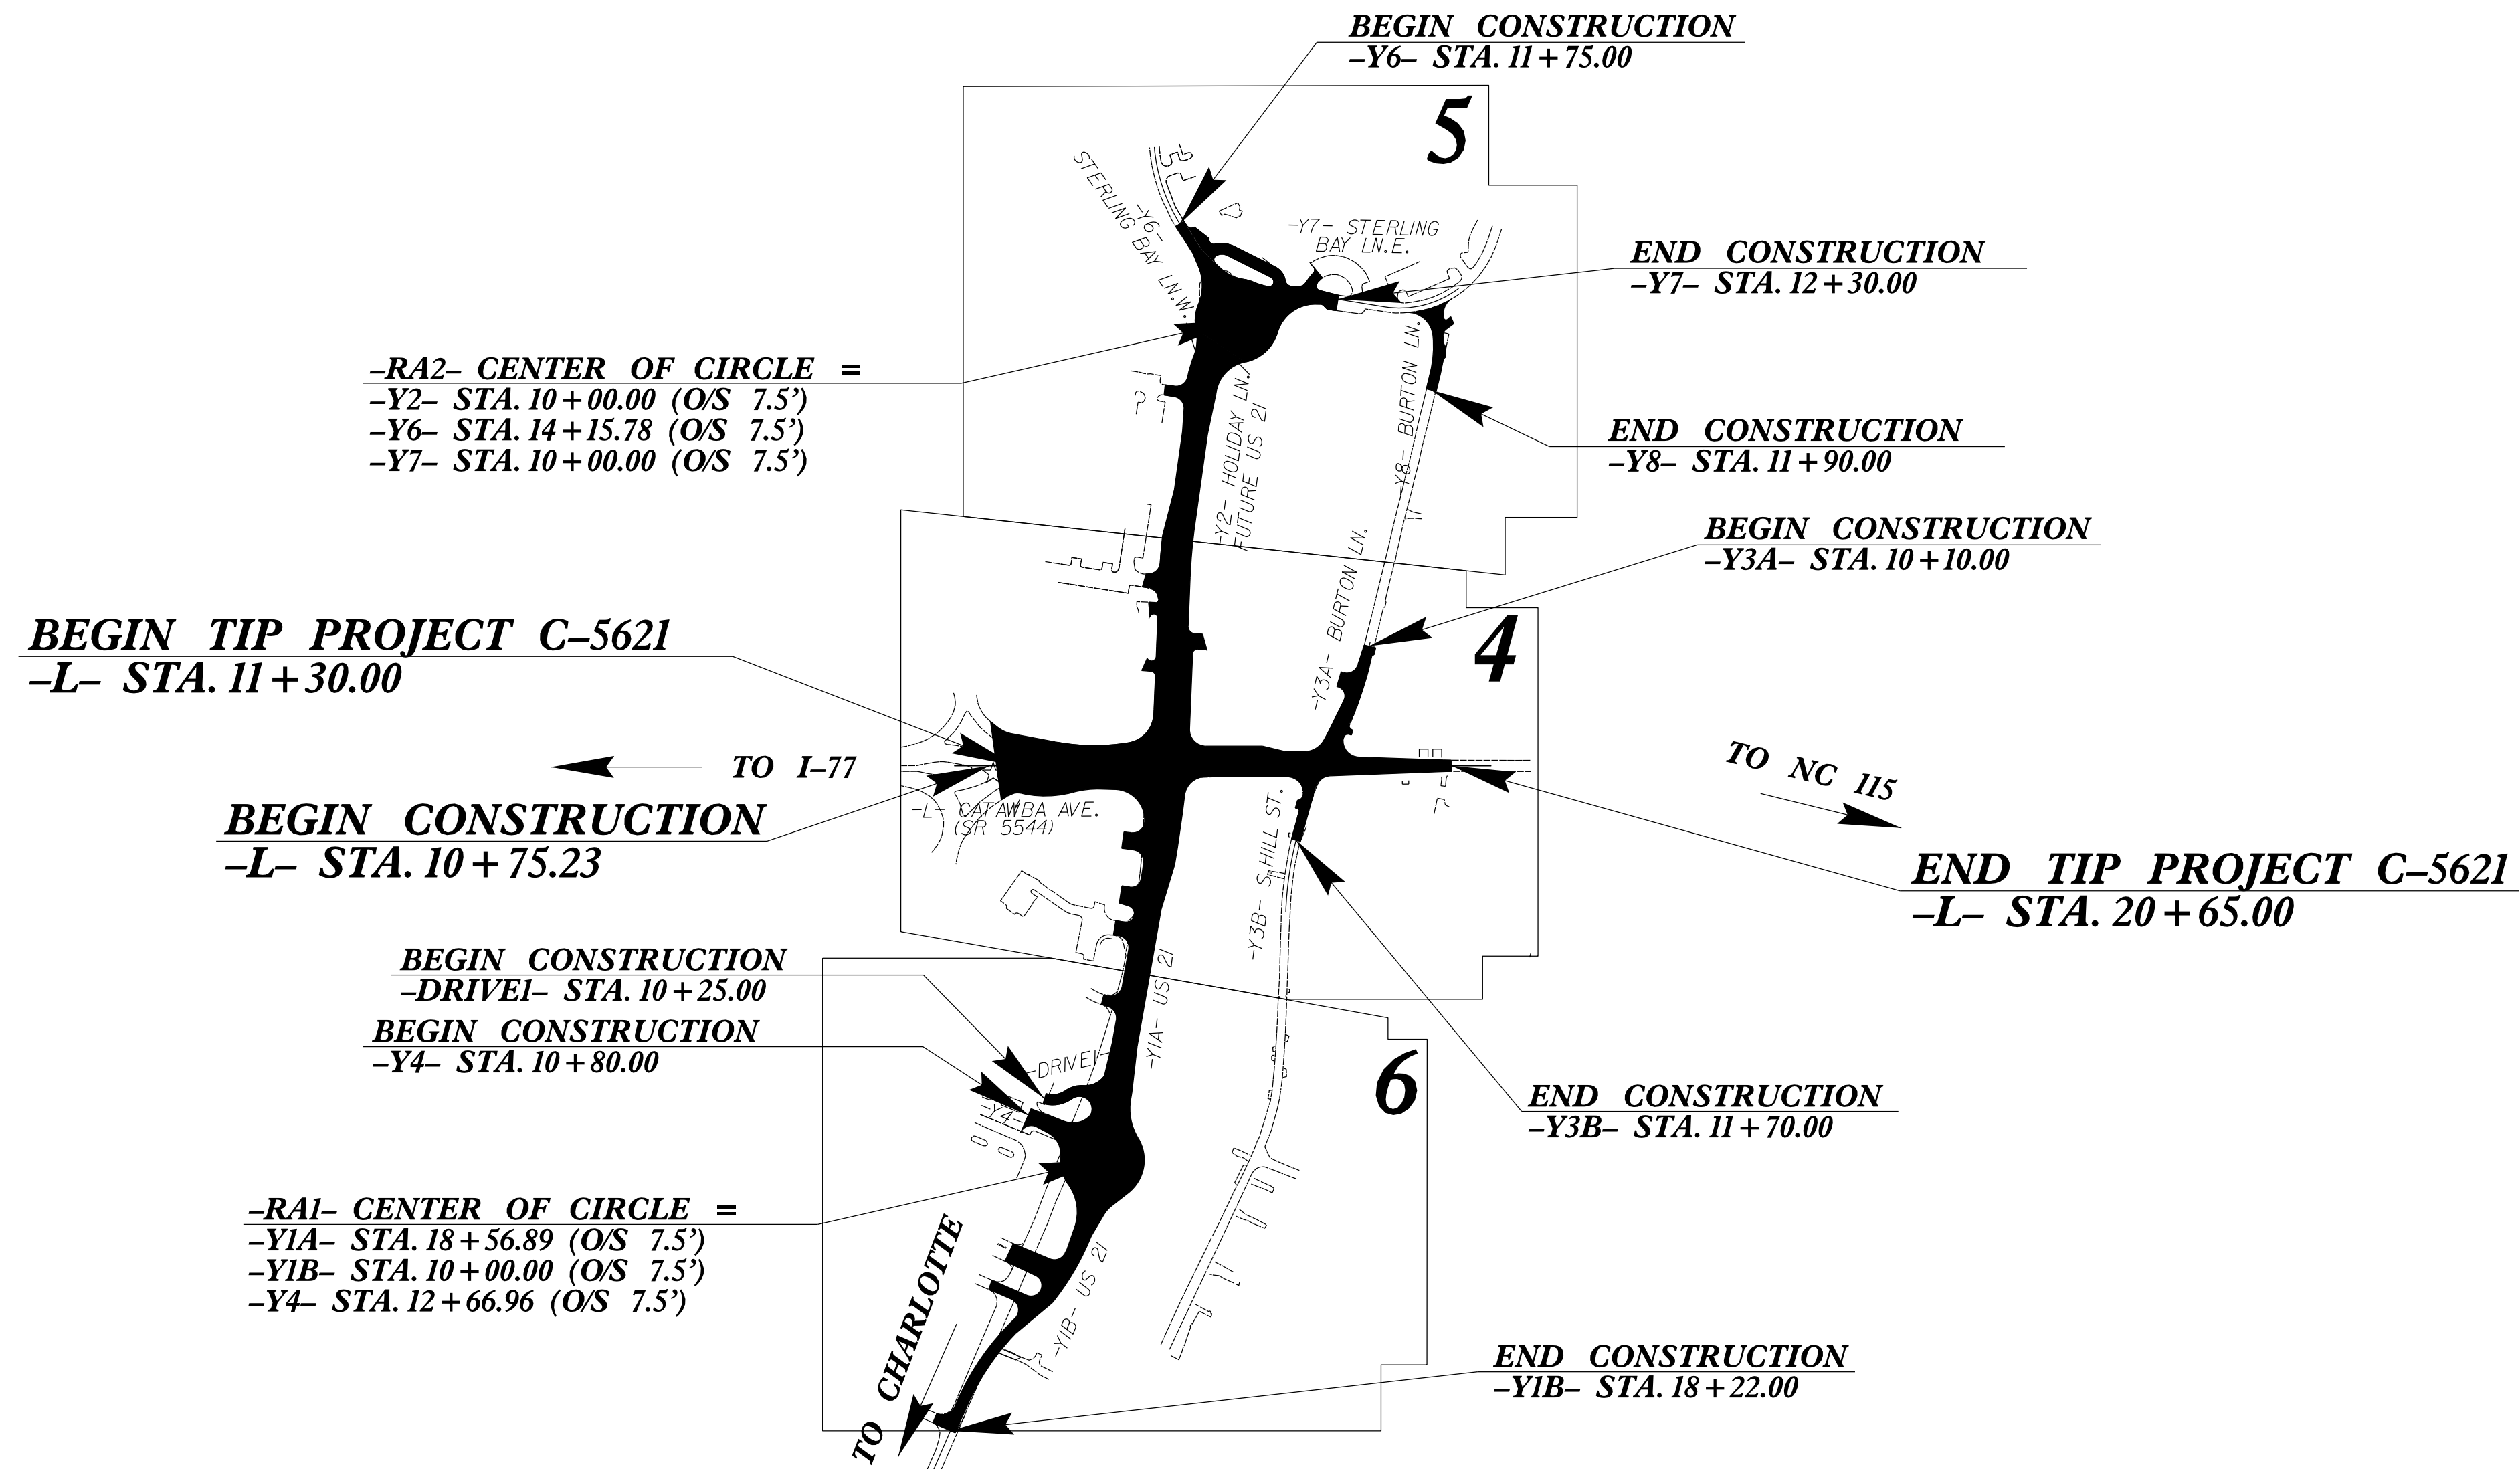 BEGIN CONSTRUCTION
–Y6– STA. 11+75.00
5
STERLING BAY LN.W.
-Y6-
-Y7- STERLING
BAY LN.E.
END CONSTRUCTION
–Y7– STA. 12+30.00
–RA2– CENTER OF CIRCLE =
–Y2– STA. 10+00.00 (O/S 7.5’)
–Y6– STA. 14+15.78 (O/S 7.5’)
–Y7– STA. 10+00.00 (O/S 7.5’)
-Y2- HOLIDAY LN./
FUTURE US 21
-Y8- BURTON LN.
END CONSTRUCTION
–Y8– STA. 11+90.00
BEGIN CONSTRUCTION
–Y3A– STA. 10+10.00
-Y3A- BURTON LN.
4
BEGIN TIP PROJECT C–5621
–L– STA. 11+30.00
TO I–77
TO NC 115
BEGIN CONSTRUCTION
–L– STA. 10+75.23
-L- CATAWBA AVE.
(SR 5544)
-Y3B- S.HILL ST.
END TIP PROJECT C–5621
–L– STA. 20+65.00
BEGIN CONSTRUCTION
–DRIVE1– STA. 10+25.00
BEGIN CONSTRUCTION
–Y4– STA. 10+80.00
-DRIVE1-
-Y4-
-Y1A- US 21
6
END CONSTRUCTION
–Y3B– STA. 11+70.00
–RA1– CENTER OF CIRCLE =
–Y1A– STA. 18+56.89 (O/S 7.5’)
–Y1B– STA. 10+00.00 (O/S 7.5’)
–Y4– STA. 12+66.96 (O/S 7.5’)
TO CHARLOTTE
-Y1B- US 21
END CONSTRUCTION
–Y1B– STA. 18+22.00